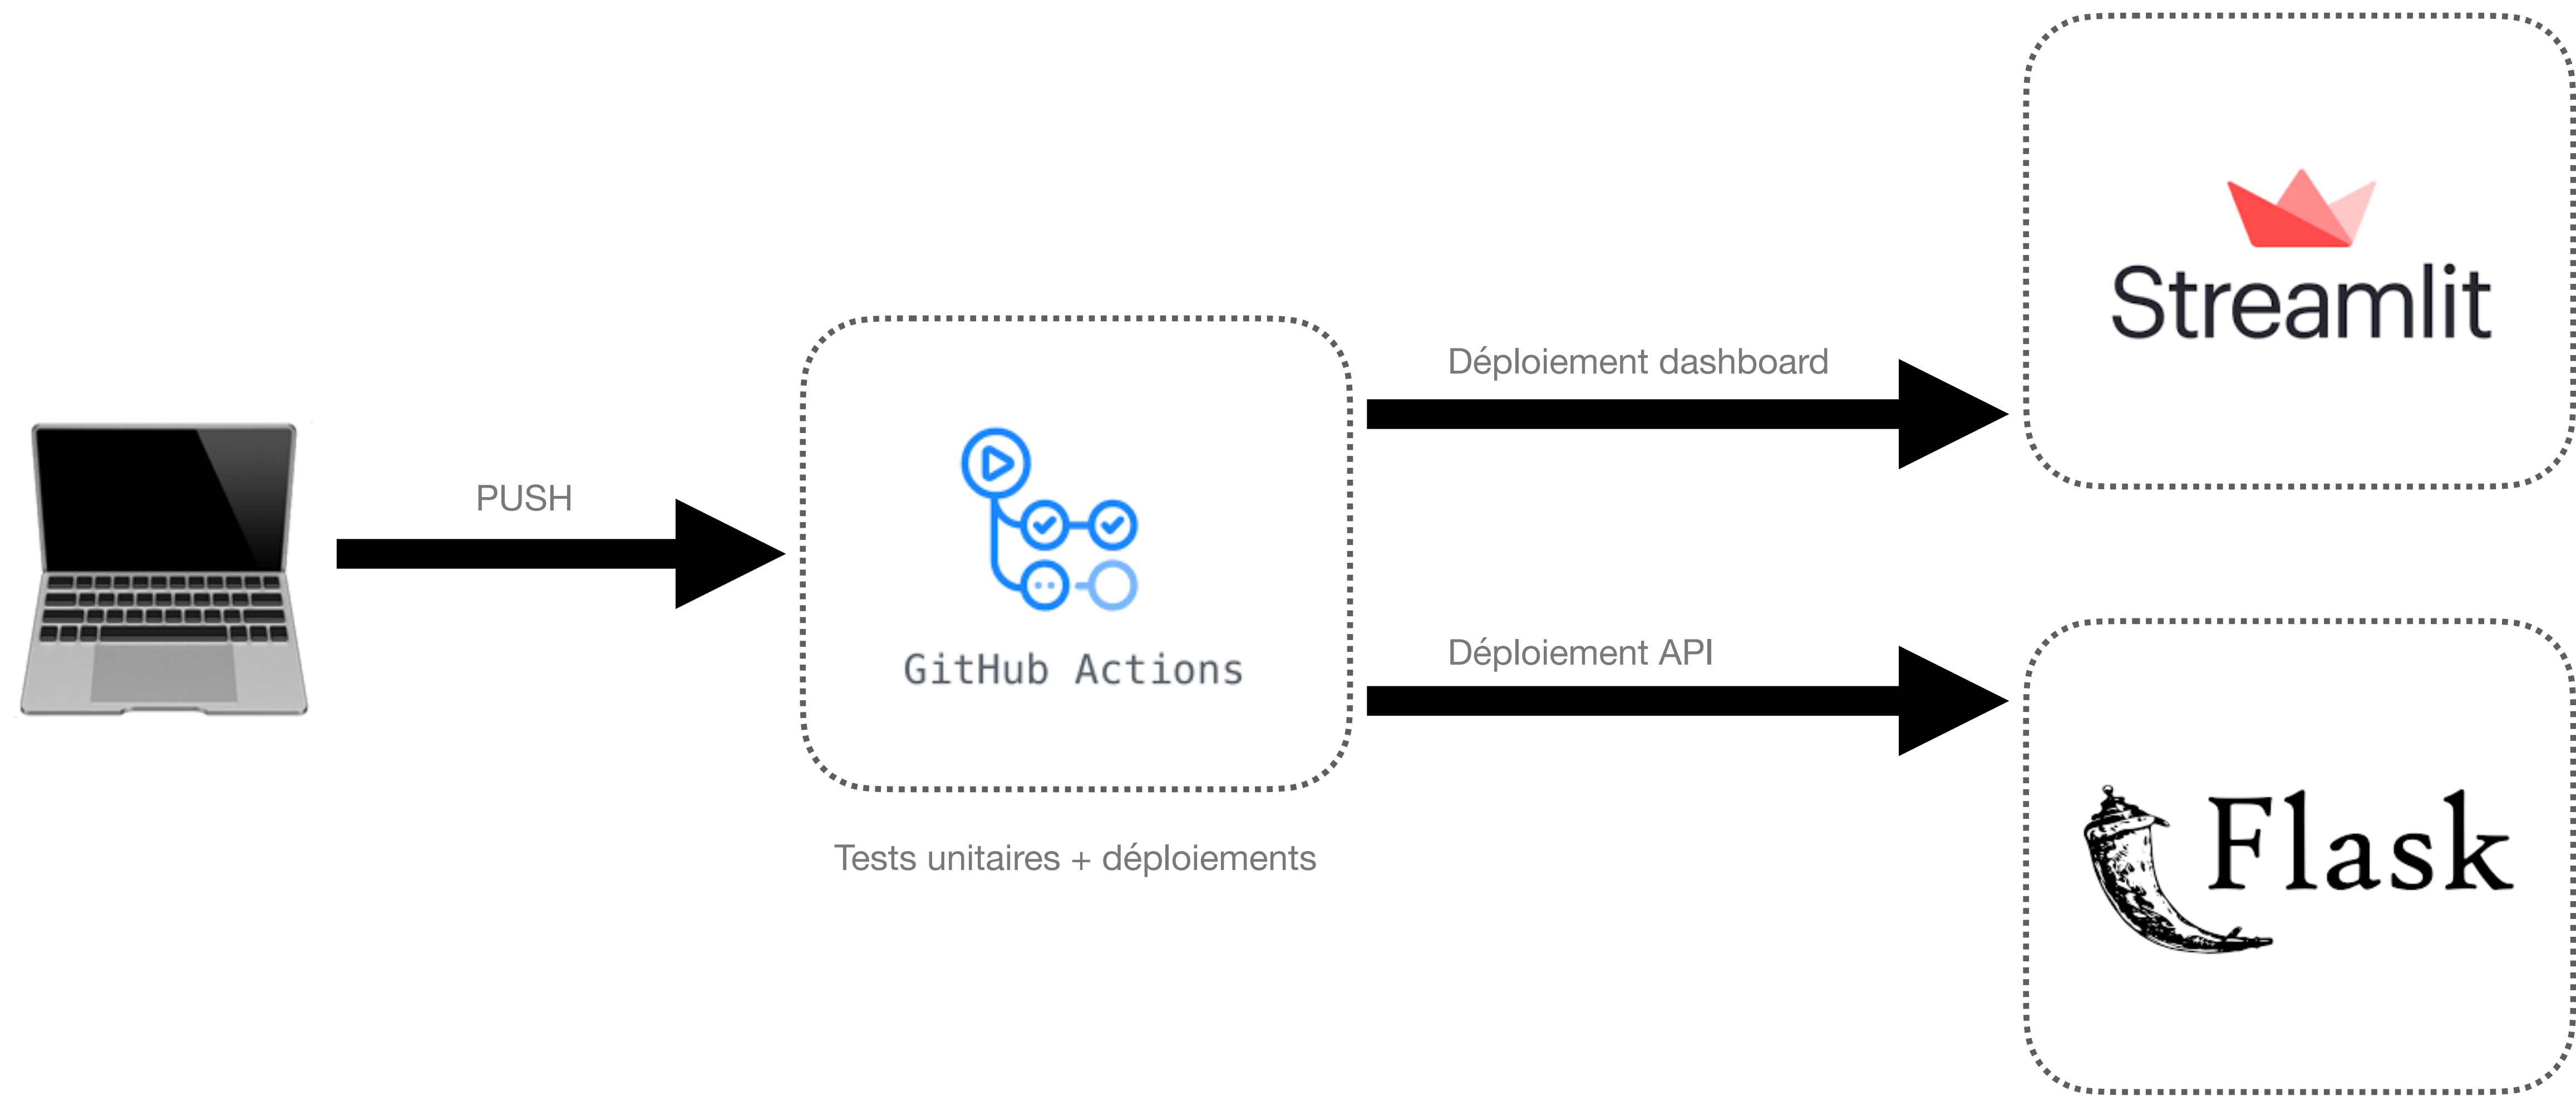 PUSH
GitHub Actions
Tests unitaires + déploiements
Déploiement dashboard
Streamlit
Déploiement API
Flask